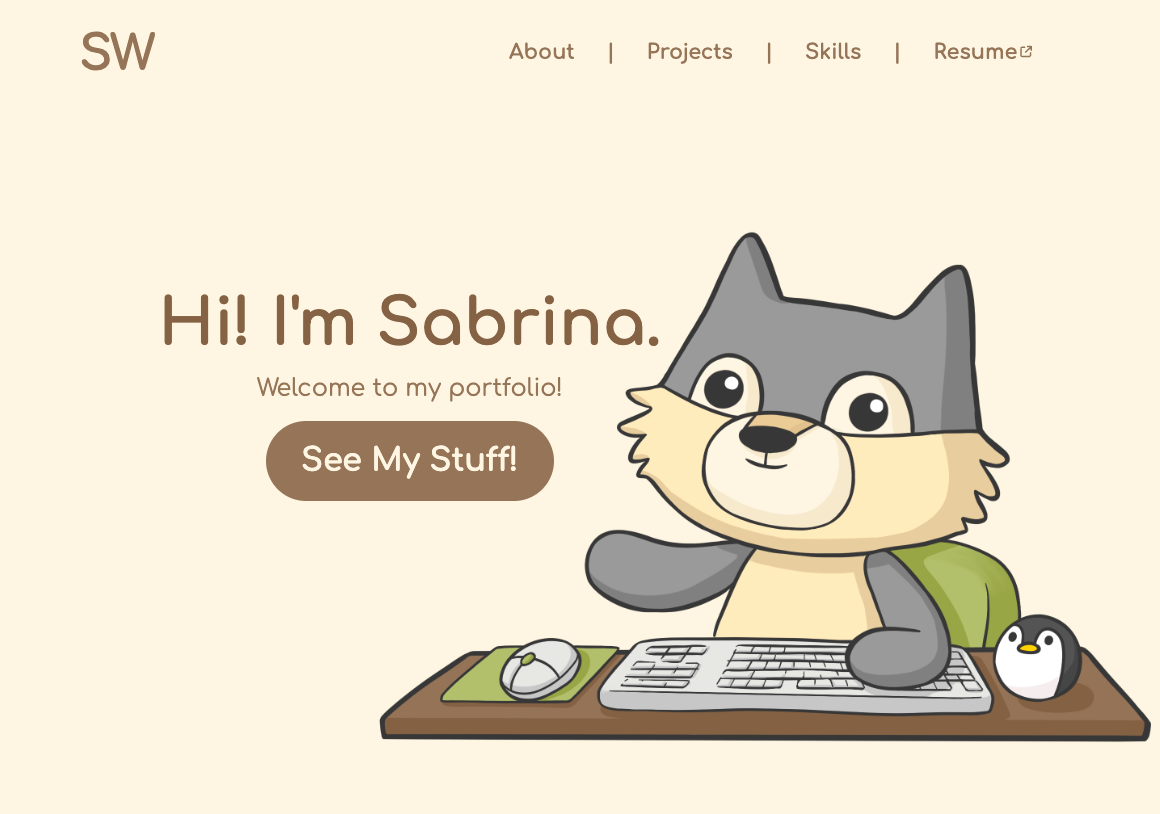 SW
About | Projects | Skills | Resume
Hi! I'm Sabrina.
Welcome to my portfolio!
See My Stuff!